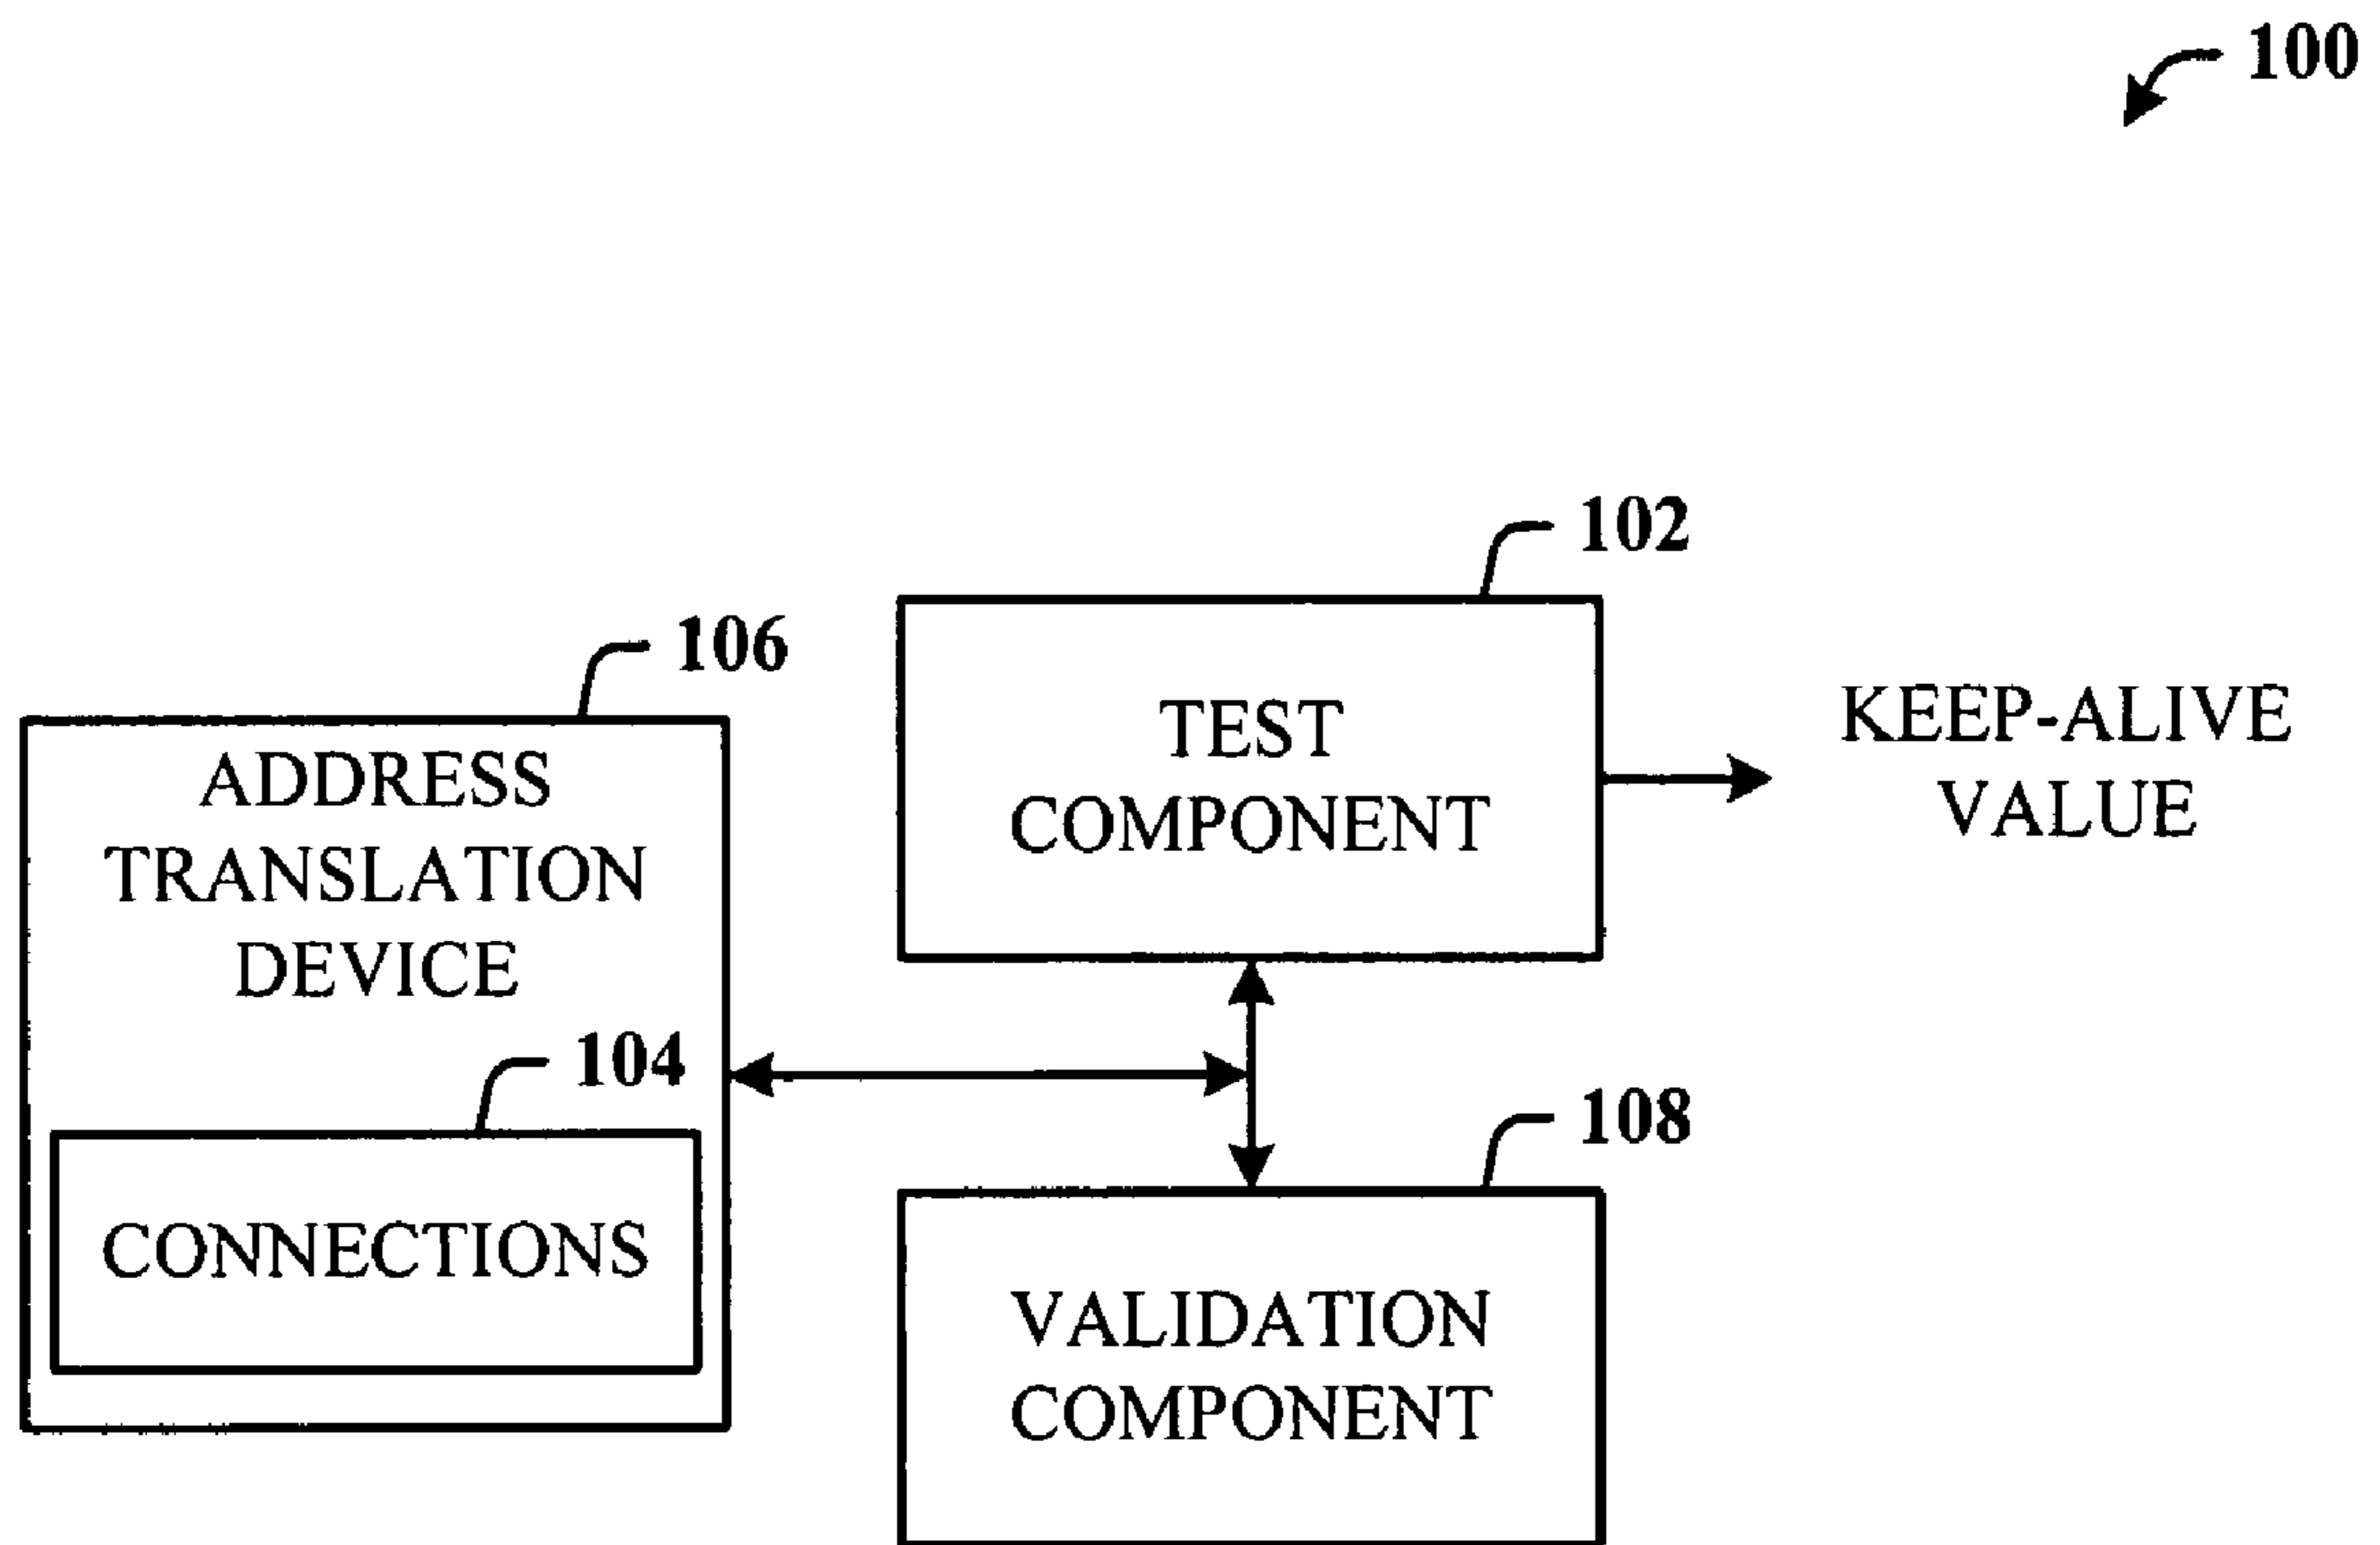 100
102
106
TEST
COMPONENT
KEEP-ALIVE
VALUE
ADDRESS
TRANSLATION
DEVICE
104
CONNECTIONS
108
VALIDATION
COMPONENT